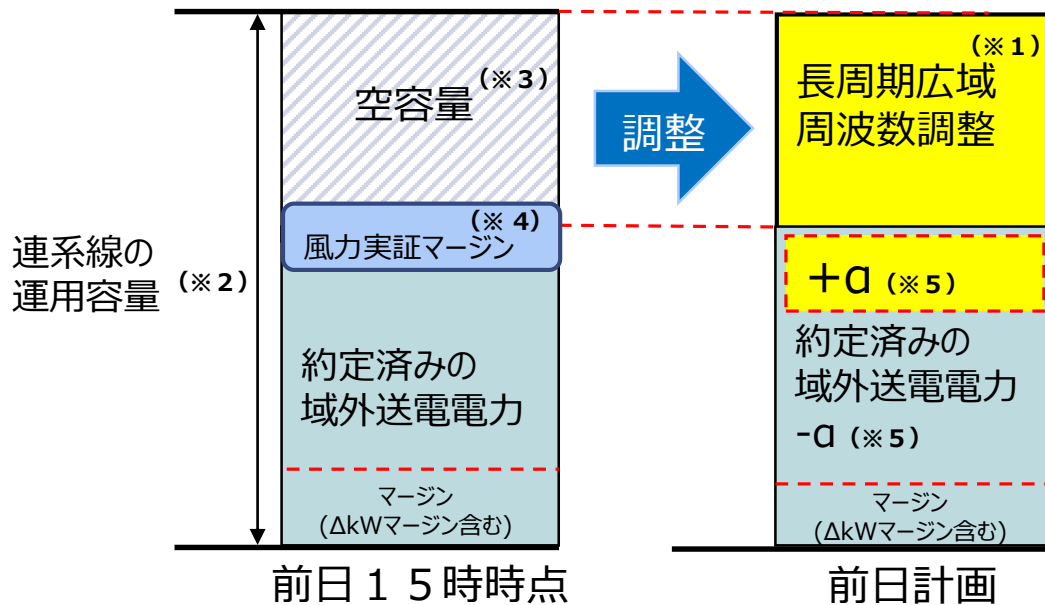 連系線の
運用容量
（※２）
空容量
（※３）
（※ ４）
風力実証マージン
約定済みの
域外送電電力
マージン
(ΔkWマージン含む)
前日１５時時点
調整
（※１）
長周期広域
周波数調整
+α（※５）
約定済みの
域外送電電力
-α（※５）
マージン
(ΔkWマージン含む)
前日計画